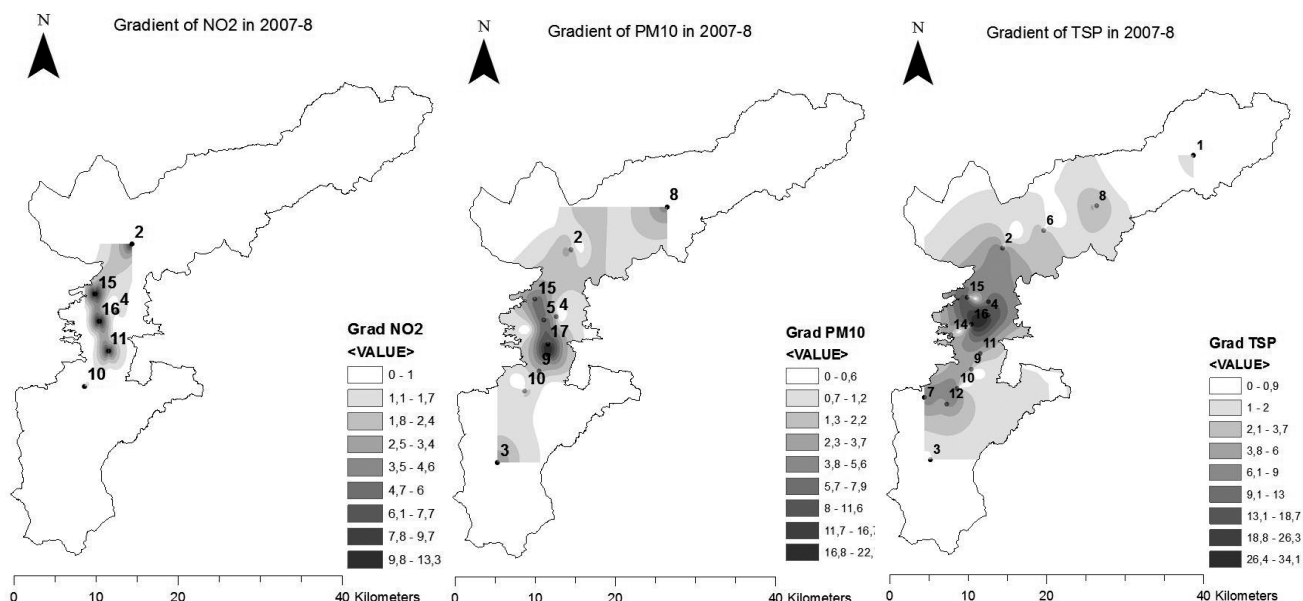 N
Gradient of NO2 in 2007-8
2
15
4
16
11
10
Grad NO2
<VALUE>
0 - 1
1,1 - 1,7
1,8 - 2,4
2,5 - 3,4
3,5 - 4,6
4,7 - 6
6,1 - 7,7
7,8 - 9,7
9,8 - 13,3
0 10 20 40 Kilometers
N
Gradient of PM10 in 2007-8
8
2
15
5 4
17
9
10
3
Grad PM10
<VALUE>
0 - 0,6
0,7 - 1,2
1,3 - 2,2
2,3 - 3,7
3,8 - 5,6
5,7 - 7,9
8 - 11,6
11,7 - 16,
16,8 - 22,
0 10 20 40 Kilometers
N
Gradient of TSP in 2007-8
1
8
6
2
15
4
16
14
11
9
10
7
12
3
Grad TSP
<VALUE>
0 - 0,9
1 - 2
2,1 - 3,7
3,8 - 6
6,1 - 9
9,1 - 13
13,1 - 18,7
18,8 - 26,3
26,4 - 34,1
0 10 20 40 Kilometers